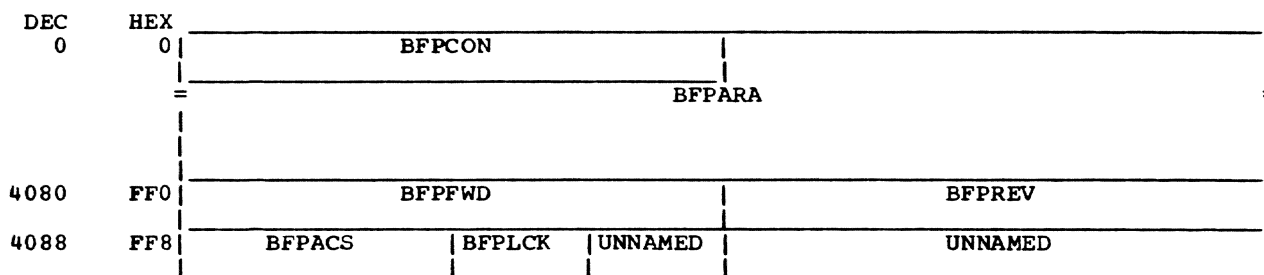 DEC HEX
0 0 BFPCON
= BFPARA
4080 FF0 BFPFWD BFPREV
4088 FF8 BFPACS BFPLCK UNNAMED UNNAMED